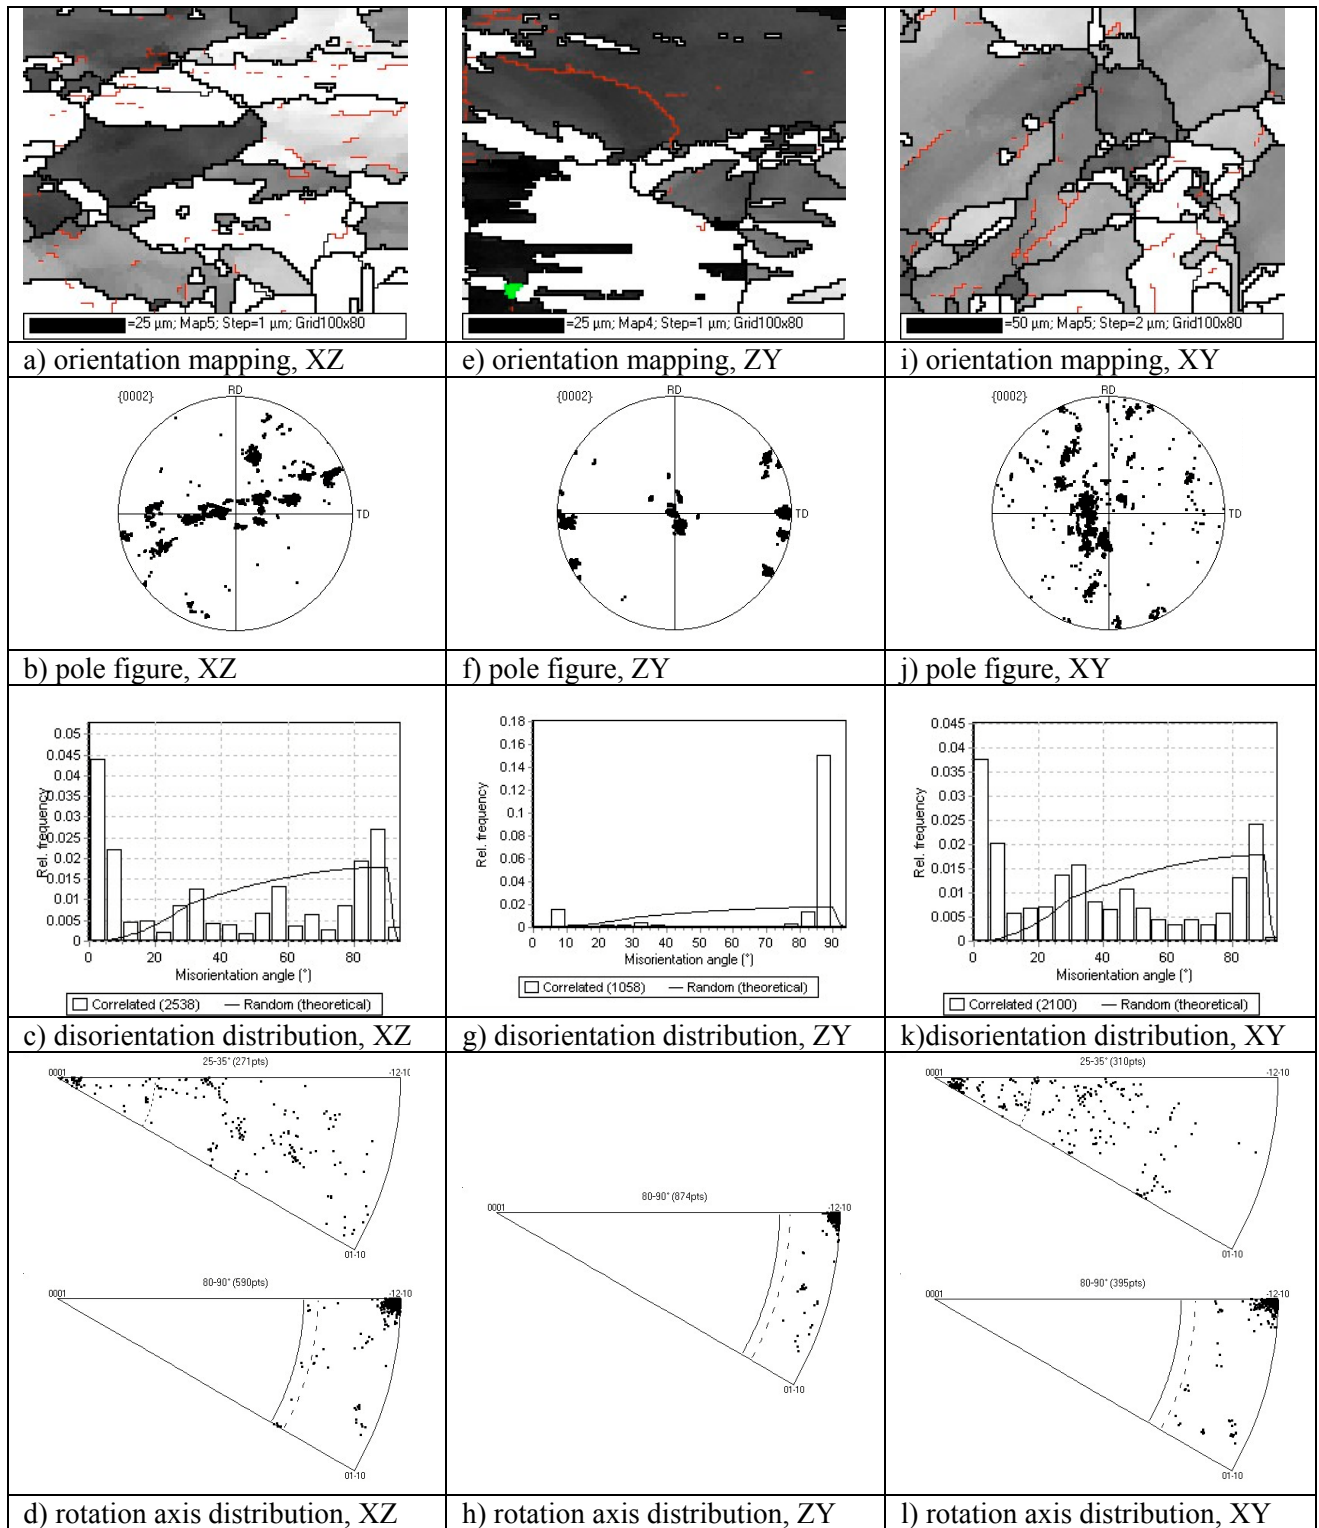 =25 µm; Map5; Step=1 µm; Grid100x80
=25 µm; Map4; Step=1 µm; Grid100x80
=50 µm; Map5; Step=2 µm; Grid100x80
a) orientation mapping, XZ
e) orientation mapping, ZY
i) orientation mapping, XY
{0002}
RD
TD
{0002}
RD
TD
{0002}
RD
TD
b) pole figure, XZ
f) pole figure, ZY
j) pole figure, XY
0.05
0.045
0.04
0.035
0.03
0.025
0.02
0.015
0.01
0.005
0
Rel. frequency
0 20 40 60 80
Misorientation angle (°)
Correlated (2538) Random (theoretical)
0.18
0.16
0.14
0.12
0.1
0.08
0.06
0.04
0.02
0
Rel. frequency
0 10 20 30 40 50 60 70 80 90
Misorientation angle (°)
Correlated (1058) Random (theoretical)
0.045
0.04
0.035
0.03
0.025
0.02
0.015
0.01
0.005
0
Rel. frequency
0 20 40 60 80
Misorientation angle (°)
Correlated (2100) Random (theoretical)
c) disorientation distribution, XZ
g) disorientation distribution, ZY
k)disorientation distribution, XY
25-35° (271pts)
0001 -12-10
01-10
80-90° (590pts)
0001 -12-10
01-10
80-90° (874pts)
0001 -12-10
01-10
25-35° (310pts)
0001 -12-10
01-10
80-90° (395pts)
0001 -12-10
01-10
d) rotation axis distribution, XZ
h) rotation axis distribution, ZY
l) rotation axis distribution, XY